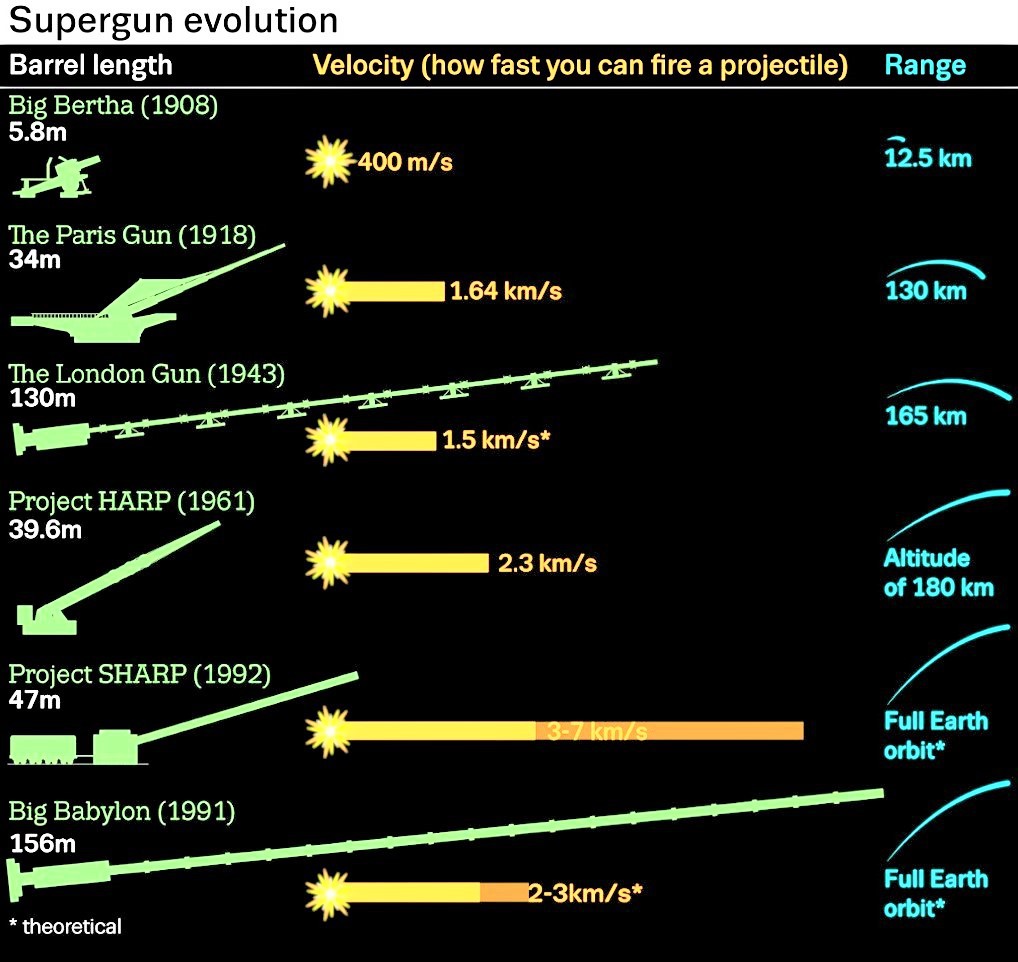 Supergun evolution
Barrel length
Velocity (how fast you can fire a projectile)
Range
Big Bertha (1908)
5.8m
400 m/s
12.5 km
The Paris Gun (1918)
34m
1.64 km/s
130 km
The London Gun (1943)
130m
1.5 km/s*
165 km
Project HARP (1961)
39.6m
2.3 km/s
Altitude
of 180 km
Project SHARP (1992)
47m
3-7 km/s
Full Earth
orbit*
Big Babylon (1991)
156m
2-3km/s*
Full Earth
orbit*
* theoretical